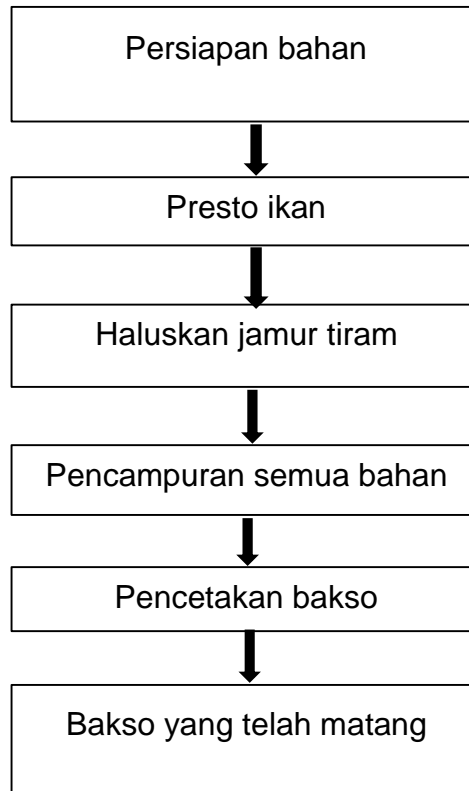 Persiapan bahan
Presto ikan
Haluskan jamur tiram
Pencampuran semua bahan
Pencetakan bakso
Bakso yang telah matang